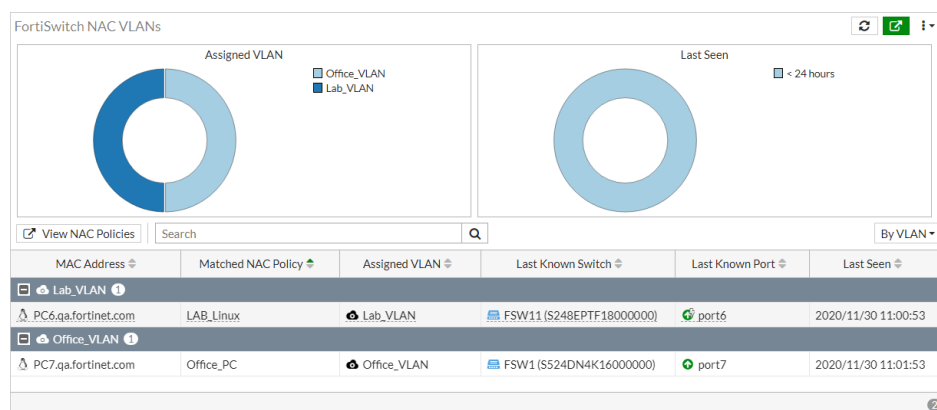 FortiSwitch NAC VLANs
Assigned VLAN
Office_VLAN
Lab_VLAN
Last Seen
< 24 hours
View NAC Policies
Search
By VLAN
MAC Address Matched NAC Policy Assigned VLAN Last Known Switch Last Known Port Last Seen
Lab_VLAN 1
PC6.qa.fortinet.com LAB_Linux Lab_VLAN FSW11 (S248EPTF18000000) port6 2020/11/30 11:00:53
Office_VLAN 1
PC7.qa.fortinet.com Office_PC Office_VLAN FSW1 (S524DN4K16000000) port7 2020/11/30 11:01:53
2